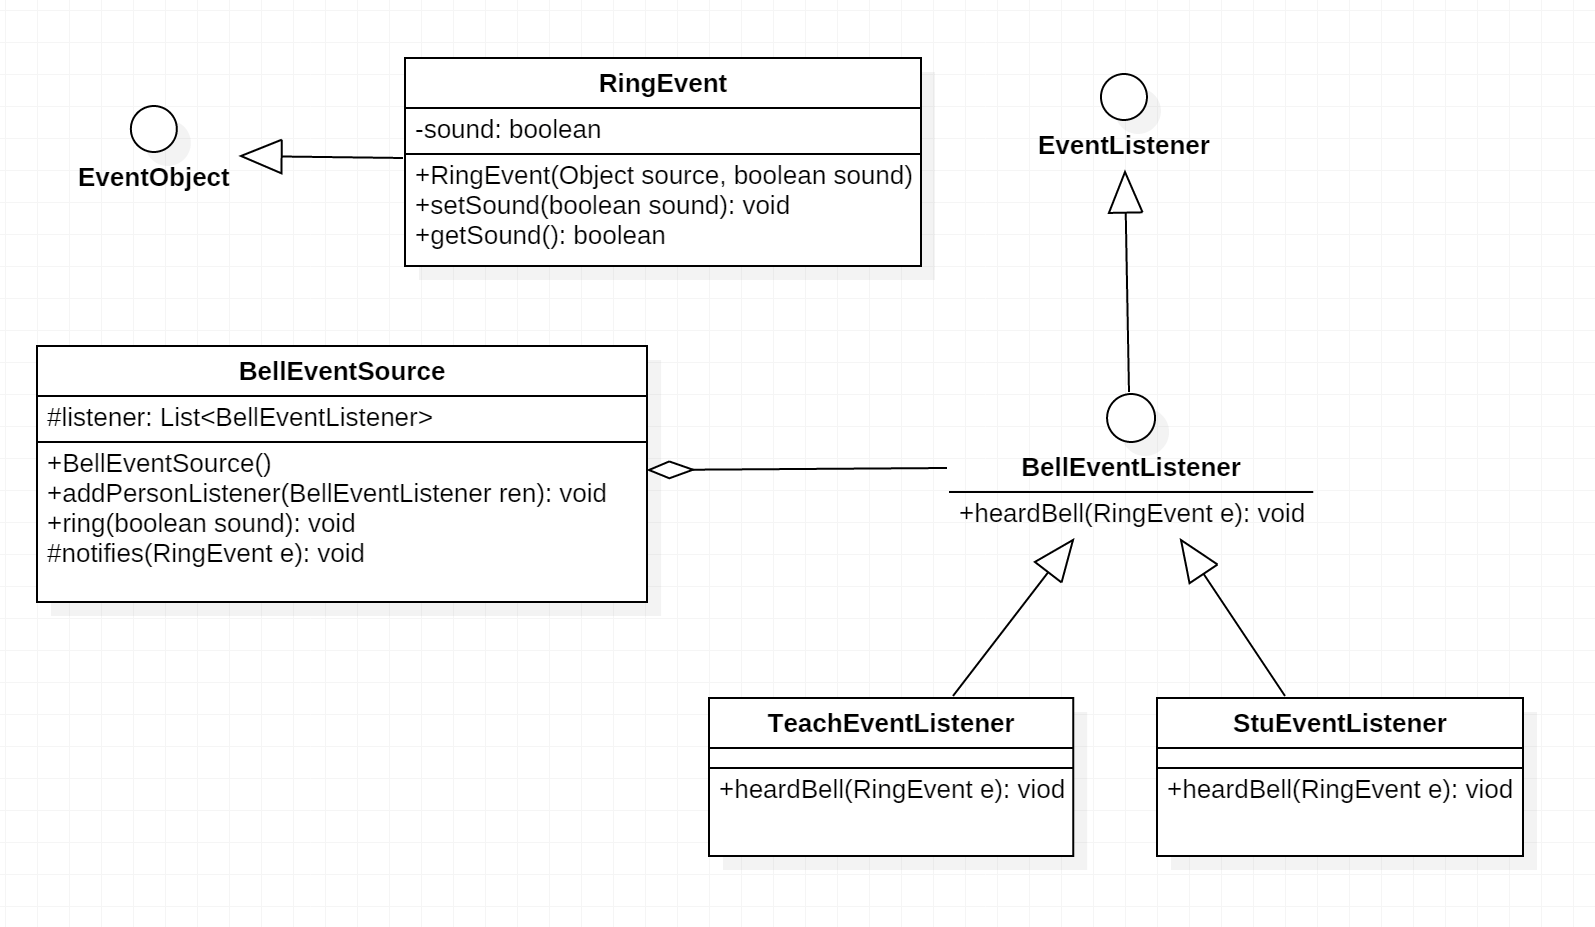 RingEvent
-sound: boolean
+RingEvent(Object source, boolean sound)
+setSound(boolean sound): void
+getSound(): boolean
EventObject
EventListener
BellEventSource
#listener: List<BellEventListener>
+BellEventSource()
+addPersonListener(BellEventListener ren): void
+ring(boolean sound): void
#notifies(RingEvent e): void
BellEventListener
+heardBell(RingEvent e): void
TeachEventListener
+heardBell(RingEvent e): viod
StuEventListener
+heardBell(RingEvent e): viod